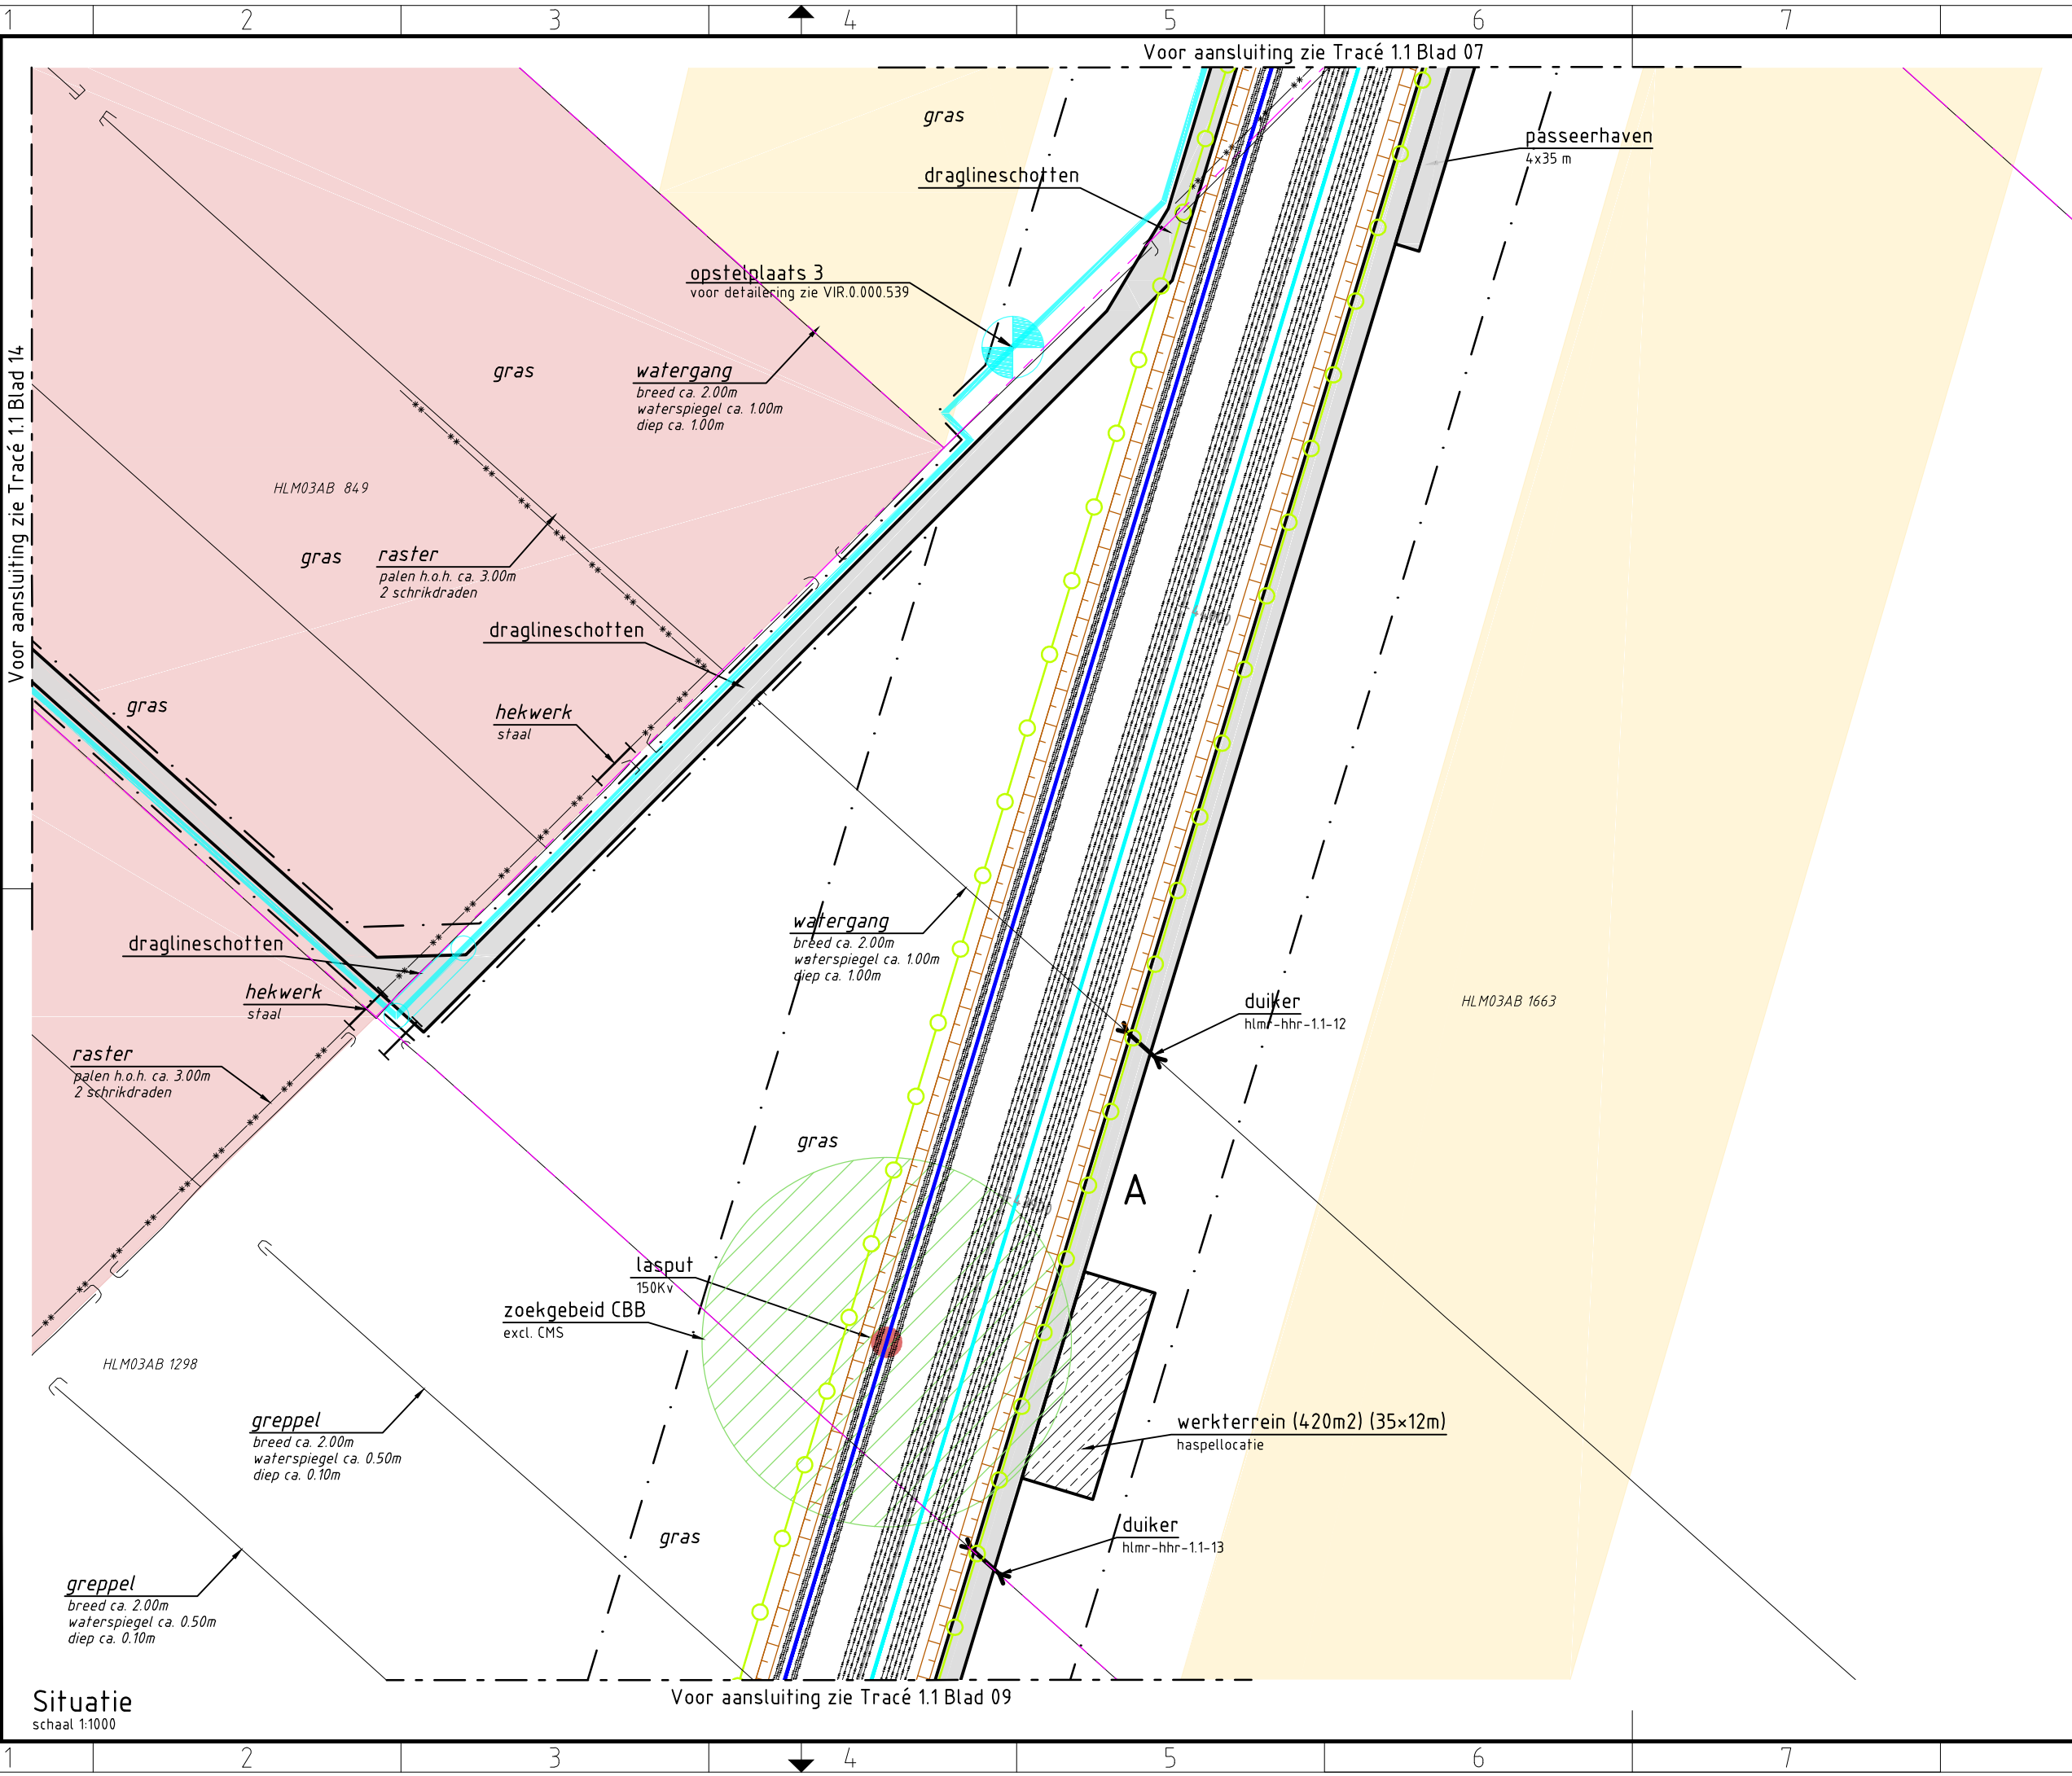 1 2 3 4 5 6 7
Voor aansluiting zie Tracé 1.1 Blad 07
gras
passeerhaven
4x35 m
draglineschotten
opstelplaats 3
voor detailering zie VIR.0.000.539
Voor aansluiting zie Tracé 1.1 Blad 14
gras
watergang
breed ca. 2.00m
waterspiegel ca. 1.00m
diep ca. 1.00m
HLM03AB 849
gras
raster
palen h.o.h. ca. 3.00m
2 schrikdraden
draglineschotten
gras
hekwerk
staal
watergang
breed ca. 2.00m
waterspiegel ca. 1.00m
diep ca. 1.00m
draglineschotten
hekwerk
staal
duiker
hlmr-hhr-1.1-12
HLM03AB 1663
raster
palen h.o.h. ca. 3.00m
2 schrikdraden
gras
A
lasput
150Kv
zoekgebeid CBB
excl. CMS
HLM03AB 1298
greppel
breed ca. 2.00m
waterspiegel ca. 0.50m
diep ca. 0.10m
werkterrein (420m2) (35x12m)
haspellocatie
gras
duiker
hlmr-hhr-1.1-13
greppel
breed ca. 2.00m
waterspiegel ca. 0.50m
diep ca. 0.10m
Voor aansluiting zie Tracé 1.1 Blad 09
Situatie
schaal 1:1000
1 2 3 4 5 6 7